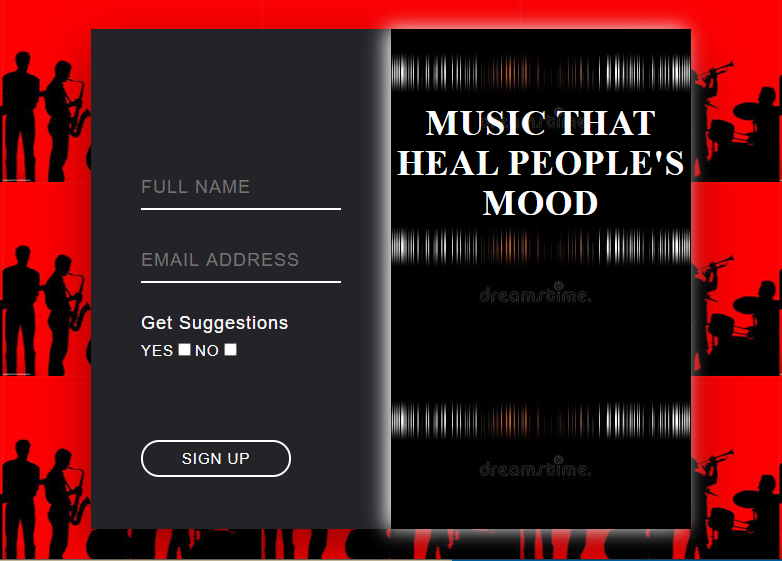 FULL NAME
EMAIL ADDRESS
Get Suggestions
YES NO
SIGN UP
MUSIC THAT
HEAL PEOPLE'S
MOOD
dreamstime.
dreamstime.